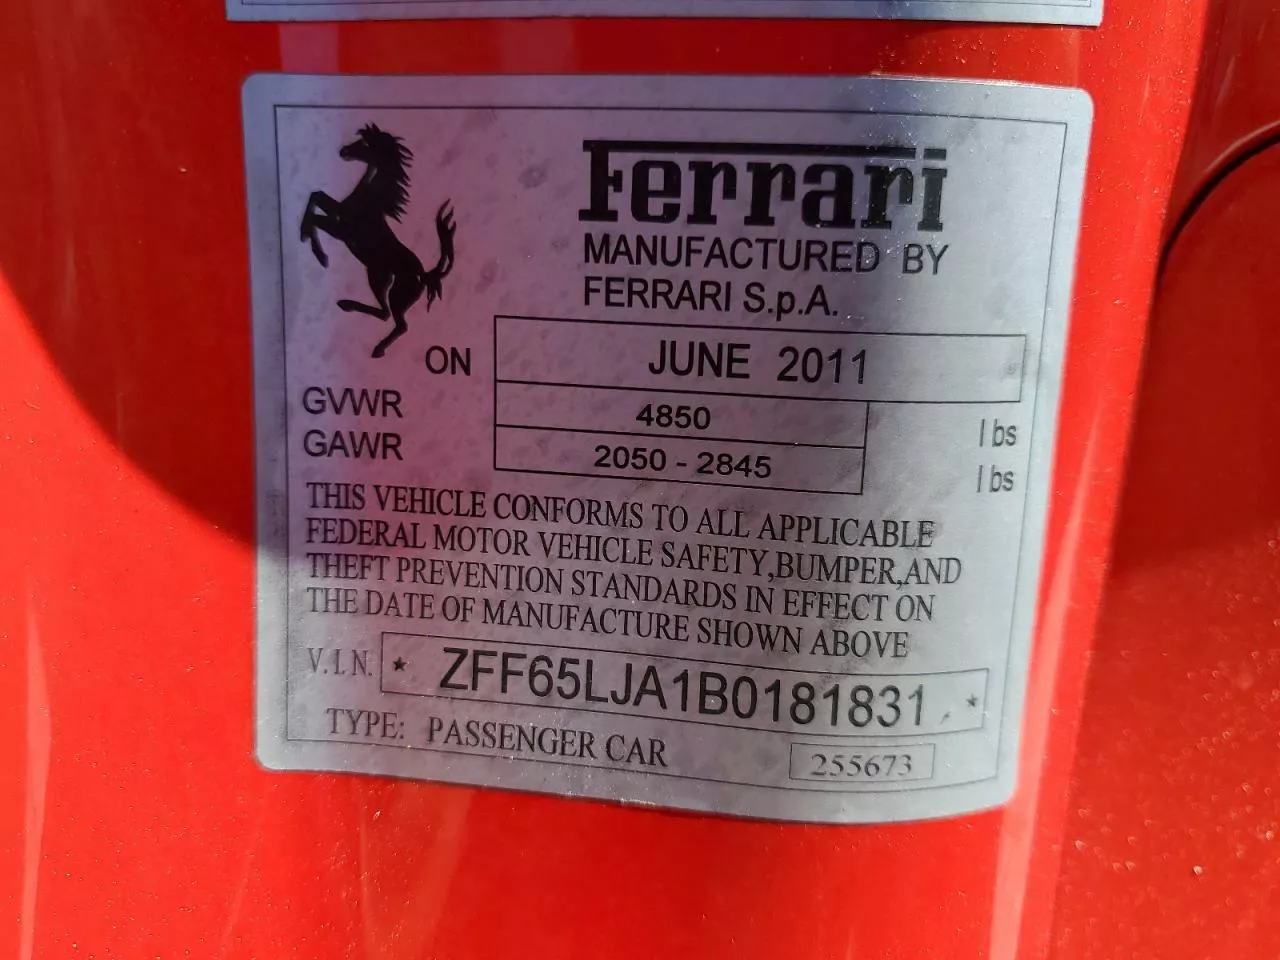 Ferrari
MANUFACTURED BY
FERRARI S.p.A.
ON JUNE 2011
GVWR 4850 lbs
GAWR 2050 - 2845 lbs
THIS VEHICLE CONFORMS TO ALL APPLICABLE
FEDERAL MOTOR VEHICLE SAFETY,BUMPER,AND
THEFT PREVENTION STANDARDS IN EFFECT ON
THE DATE OF MANUFACTURE SHOWN ABOVE
V.I.N. * ZFF65LJA1B0181831 *
TYPE: PASSENGER CAR 255673